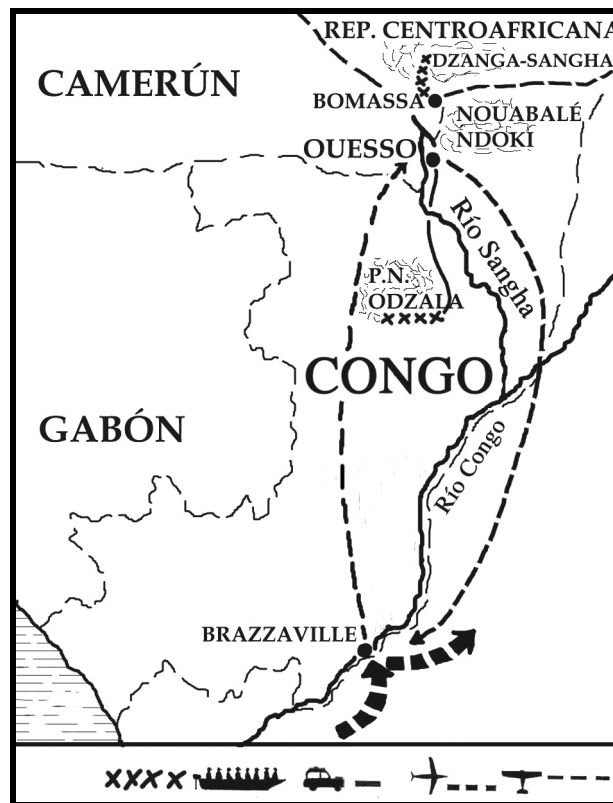 REP. CENTROAFRICANA
DZANGA-SANGHA
CAMERÚN
BOMASSA
NOUABALÉ
NDOKI
OUESSO
Río Sangha
P.N.
ODZALA
CONGO
GABÓN
Río Congo
BRAZZAVILLE